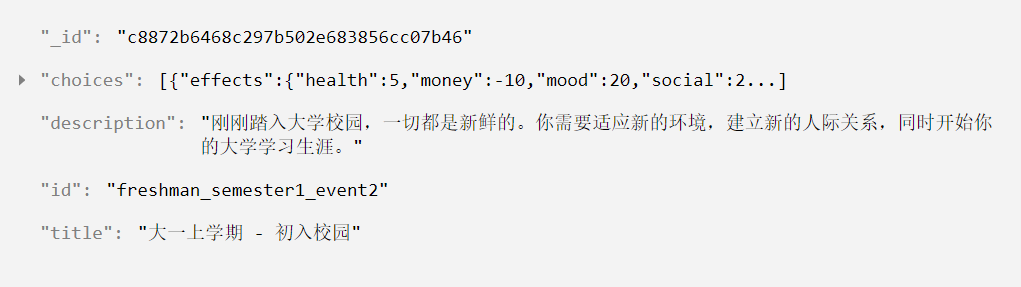 "_id": "c8872b6468c297b502e683856cc07b46"
"choices": [{"effects":{"health":5,"money":-10,"mood":20,"social":2...]
"description": "刚刚踏入大学校园，一切都是新鲜的。你需要适应新的环境，建立新的人际关系，同时开始你
的大学学习生涯。"
"id": "freshman_semester1_event2"
"title": "大一上学期 - 初入校园"